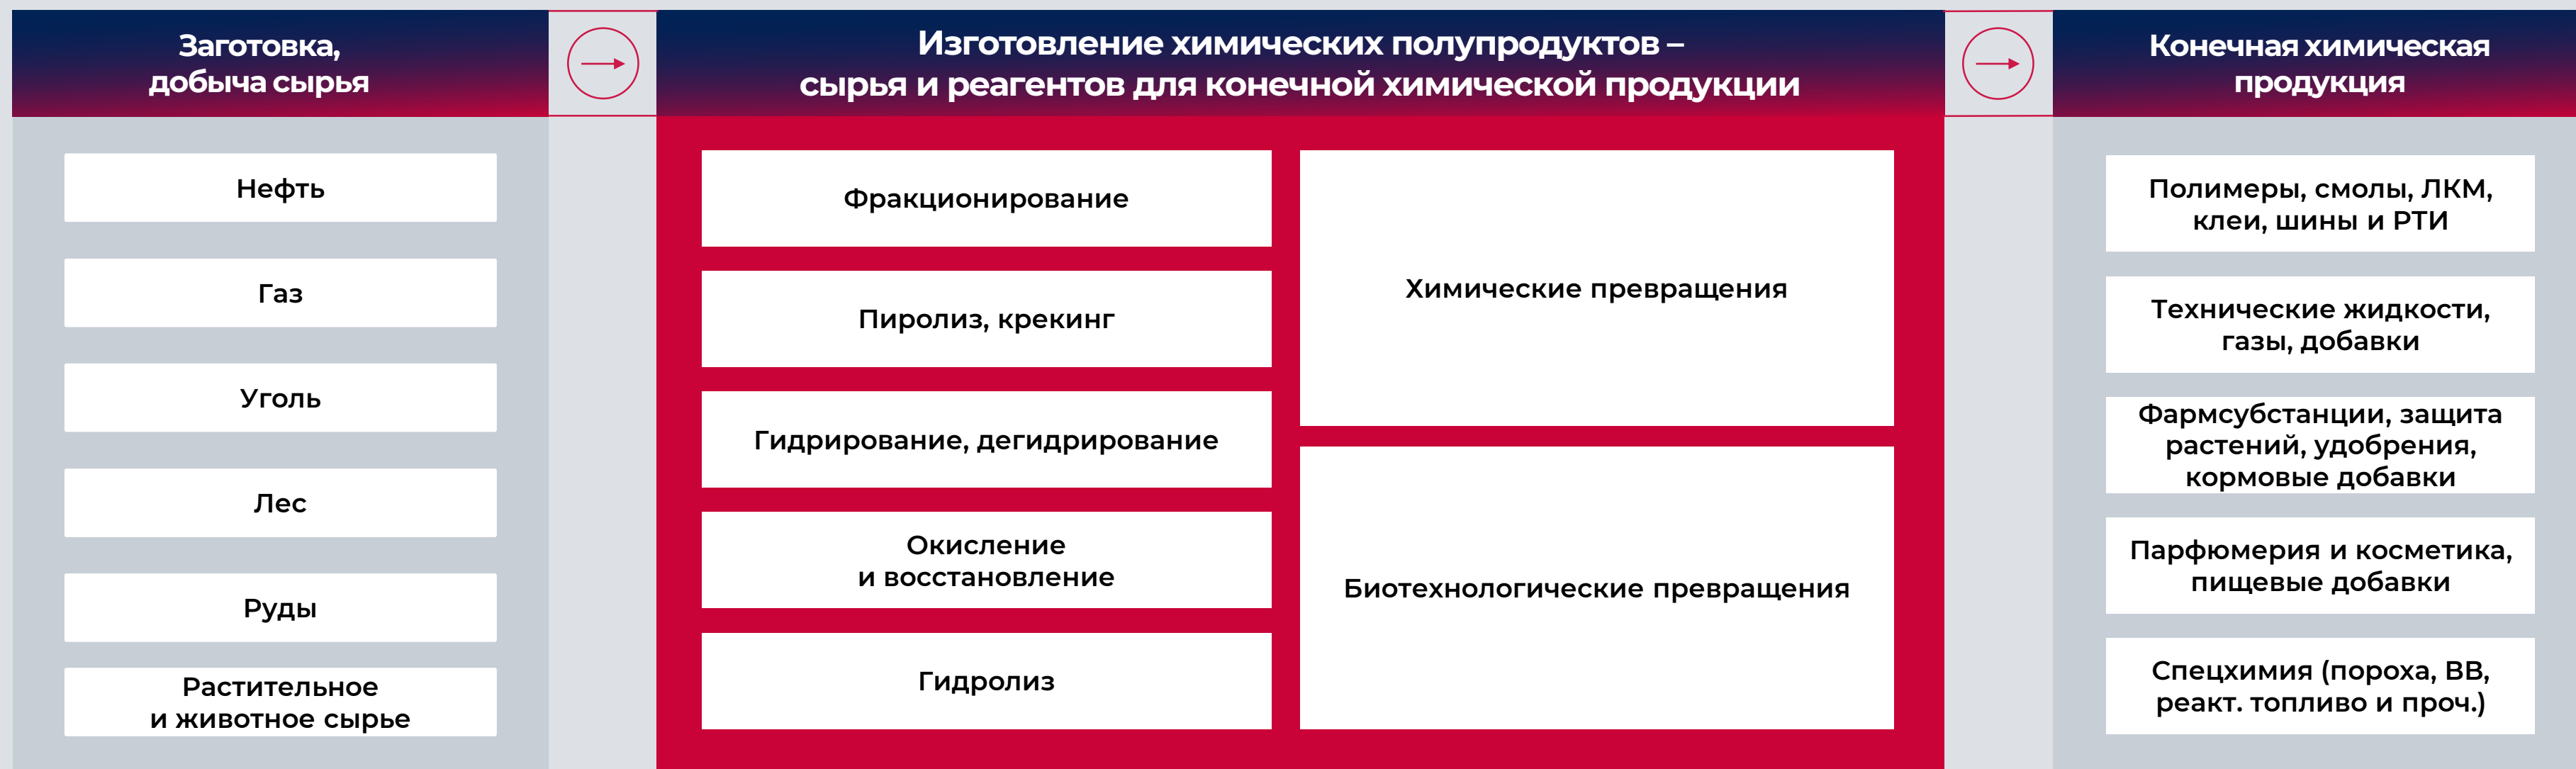 Заготовка,
добыча сырья
Нефть
Газ
Уголь
Лес
Руды
Растительное
и животное сырье
Изготовление химических полупродуктов –
сырья и реагентов для конечной химической продукции
Фракционирование
Пиролиз, крекинг
Гидрирование, дегидрирование
Окисление
и восстановление
Гидролиз
Химические превращения
Биотехнологические превращения
Конечная химическая
продукция
Полимеры, смолы, ЛКМ,
клеи, шины и РТИ
Технические жидкости,
газы, добавки
Фармсубстанции, защита
растений, удобрения,
кормовые добавки
Парфюмерия и косметика,
пищевые добавки
Спецхимия (пороха, ВВ,
реакт. топливо и проч.)